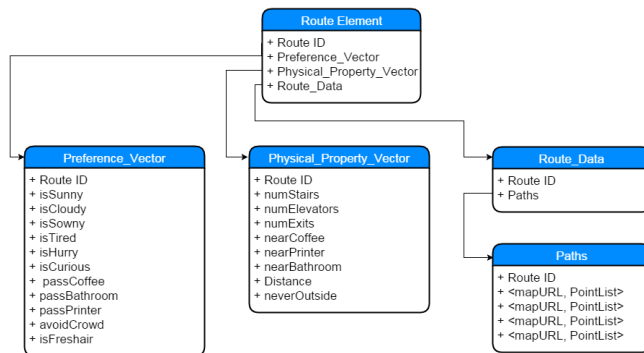 Route Element
+ Route ID
+ Preference_Vector
+ Physical_Property_Vector
+ Route_Data
Preference_Vector
+ Route ID
+ isSunny
+ isCloudy
+ isSowny
+ isTired
+ isHurry
+ isCurious
+ passCoffee
+ passBathroom
+ passPrinter
+ avoidCrowd
+ isFreshair
Physical_Property_Vector
+ Route ID
+ numStairs
+ numElevators
+ numExits
+ nearCoffee
+ nearPrinter
+ nearBathroom
+ Distance
+ neverOutside
Route_Data
+ Route ID
+ Paths
Paths
+ Route ID
+ <mapURL, PointList>
+ <mapURL, PointList>
+ <mapURL, PointList>
+ <mapURL, PointList>